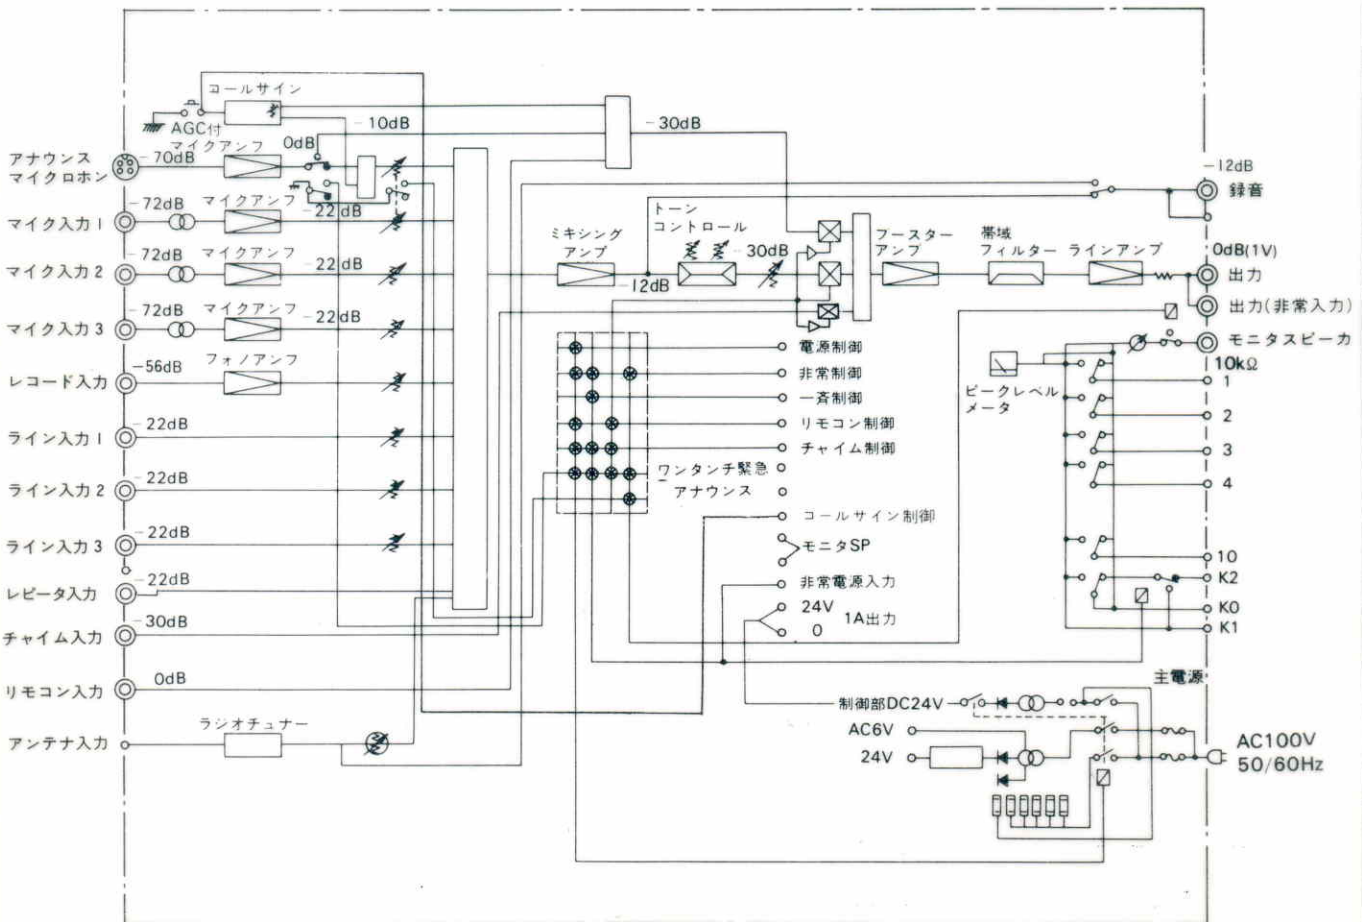 コールサイン
AGC付
マイクアンプ
-10dB
0dB
-30dB
アナウンス
マイクロホン
-70dB
-12dB
録音
マイク入力1
-72dB
マイクアンプ
-22dB
トーン
コントロール
ミキシング
アンプ
-30dB
-12dB
ブースター
アンプ
帯域
フィルター
ラインアンプ
0dB(1V)
出力
マイク入力2
-72dB
マイクアンプ
-22dB
出力(非常入力)
マイク入力3
-72dB
マイクアンプ
-22dB
電源制御
モニタスピーカ
10kΩ
レコード入力
-56dB
フォノアンプ
非常制御
ピークレベル
メータ
1
一斉制御
2
リモコン制御
ライン入力1
-22dB
チャイム制御
3
ワンタンチ緊急
アナウンス
4
ライン入力2
-22dB
コールサイン制御
ライン入力3
-22dB
モニタSP
10
レピータ入力
-22dB
非常電源入力
K2
24V
0
1A出力
K0
K1
チャイム入力
-30dB
リモコン入力
0dB
主電源
制御部DC24V
アンテナ入力
ラジオチュナー
AC6V
24V
AC100V
50/60Hz